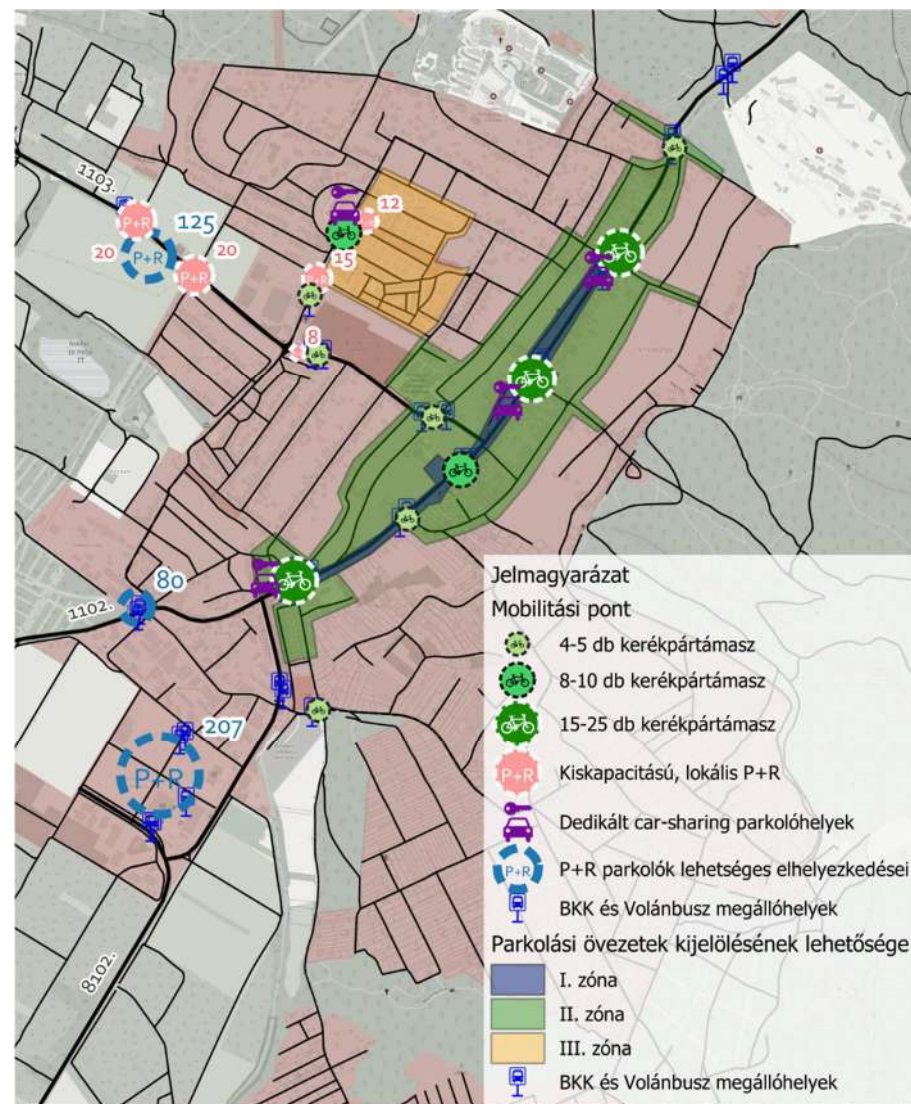 1103.
P+R
125
20
P+R
20
P+R
12
15
P+R
8
80
1102.
207
P+R
8102.
Jelmagyarázat
Mobilitási pont
4-5 db kerékpártámasz
8-10 db kerékpártámasz
15-25 db kerékpártámasz
P+R Kiskapacitású, lokális P+R
Dedikált car-sharing parkolóhelyek
P+R P+R parkolók lehetséges elhelyezkedései
BKK és Volánbusz megállóhelyek
Parkolási övezetek kijelölésének lehetősége
I. zóna
II. zóna
III. zóna
BKK és Volánbusz megállóhelyek